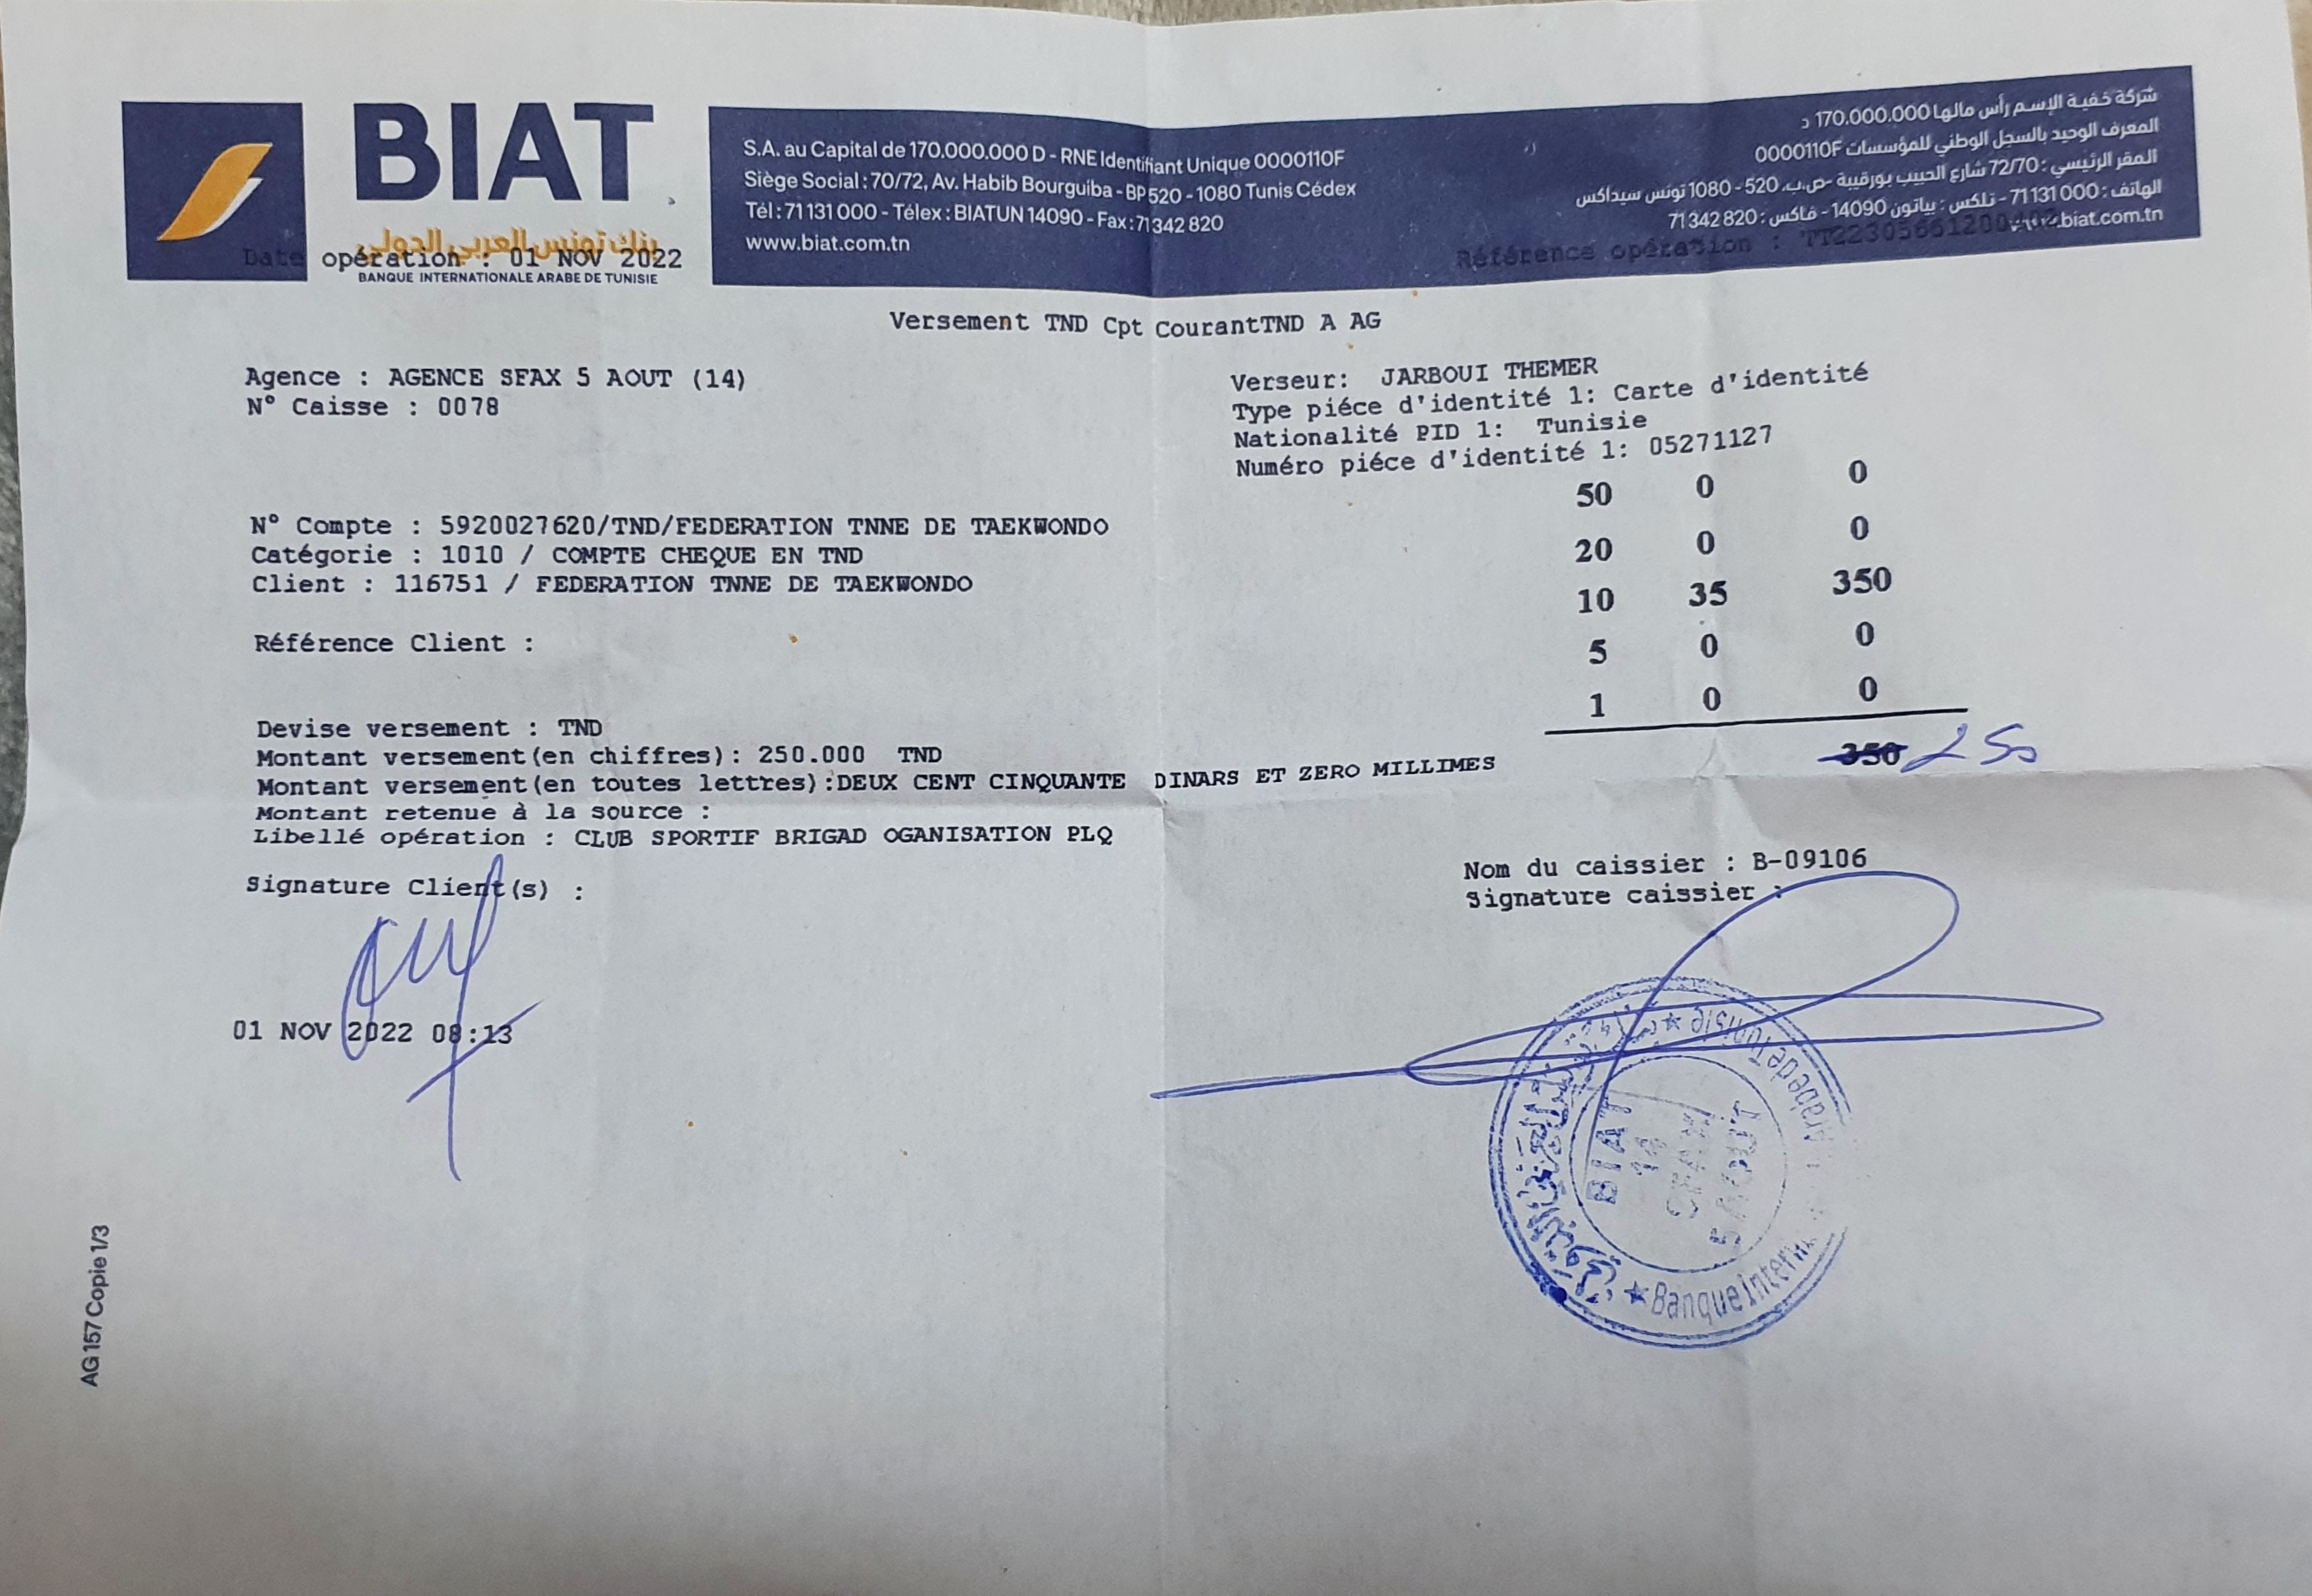 BIAT
بنك تونس العربي الدولي
BANQUE INTERNATIONALE ARABE DE TUNISIE
S.A. au Capital de 170.000.000 D - RNE Identifiant Unique 0000110F
Siège Social : 70/72, Av. Habib Bourguiba - BP 520 - 1080 Tunis Cédex
Tél : 71 131 000 - Télex : BIATUN 14090 - Fax : 71 342 820
www.biat.com.tn
شركة خفية الإسم رأس مالها 170.000.000 د
المعرف الوحيد بالسجل الوطني للمؤسسات 0000110F
المقر الرئيسي : 72/70 شارع الحبيب بورقيبة -ص.ب. 520 - 1080 تونس سيداكس
الهاتف : 71 131 000 - تلكس : بياتون 14090 - فاكس : 71 342 820
.biat.com.tn
Date opération : 01 NOV 2022
Référence opération :
Versement TND Cpt CourantTND A AG
Agence : AGENCE SFAX 5 AOUT (14)
N° Caisse : 0078
Verseur: JARBOUI THEMER
Type piéce d'identité 1: Carte d'identité
Nationalité PID 1: Tunisie
Numéro piéce d'identité 1: 05271127
50 0 0
20 0 0
10 35 350
5 0 0
1 0 0
350 250
N° Compte : 5920027620/TND/FEDERATION TNNE DE TAEKWONDO
Catégorie : 1010 / COMPTE CHEQUE EN TND
Client : 116751 / FEDERATION TNNE DE TAEKWONDO
Référence Client :
Devise versement : TND
Montant versement(en chiffres): 250.000 TND
Montant versement(en toutes lettres):DEUX CENT CINQUANTE DINARS ET ZERO MILLIMES
Montant retenue à la source :
Libellé opération : CLUB SPORTIF BRIGAD OGANISATION PLQ
Signature Client(s) :
Nom du caissier : B-09106
Signature caissier :
01 NOV 2022 08:13
BIAT
14
SFAX
5 AOUT
Banque Intern Arabe de Tunisie
AG 157 Copie 1/3